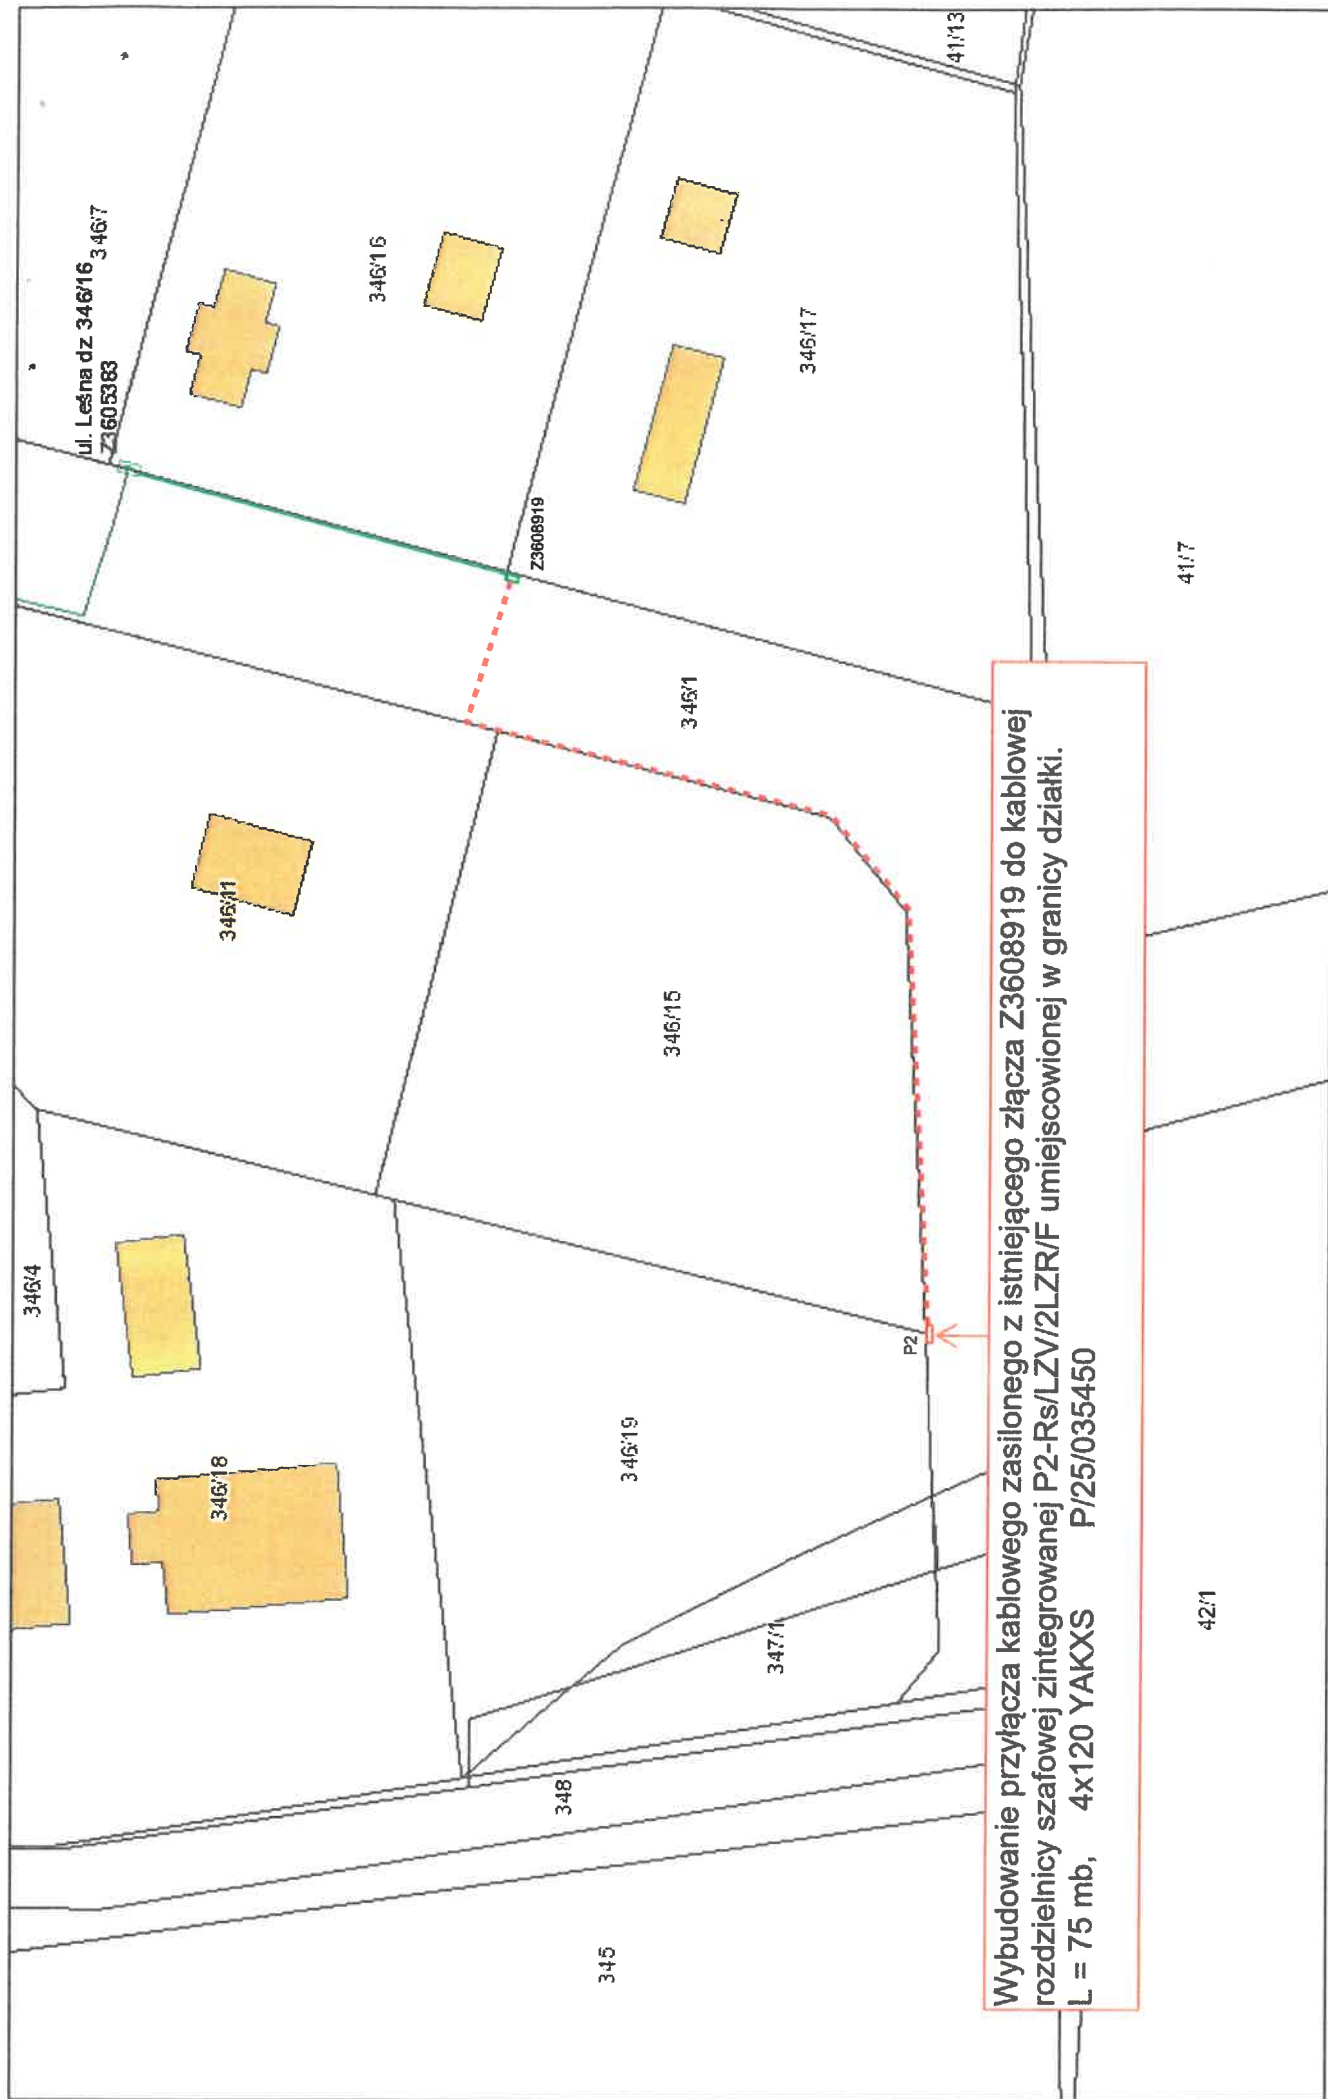 346/4
346/18
346/11
ul. Leśna dz 346/16
Z3605383
346/7
346/16
Z3608919
346/17
41/13
346/1
346/15
346/19
P2
347/1
348
345
41/7
42/1
Wybudowanie przyłącza kablowego zasilonego z istniejącego złącza Z3608919 do kablowej
rozdzielnicy szafowej zintegrowanej P2-Rs/LZV/2LZR/F umiejscowionej w granicy działki.
L = 75 mb, 4x120 YAKXS P/25/035450